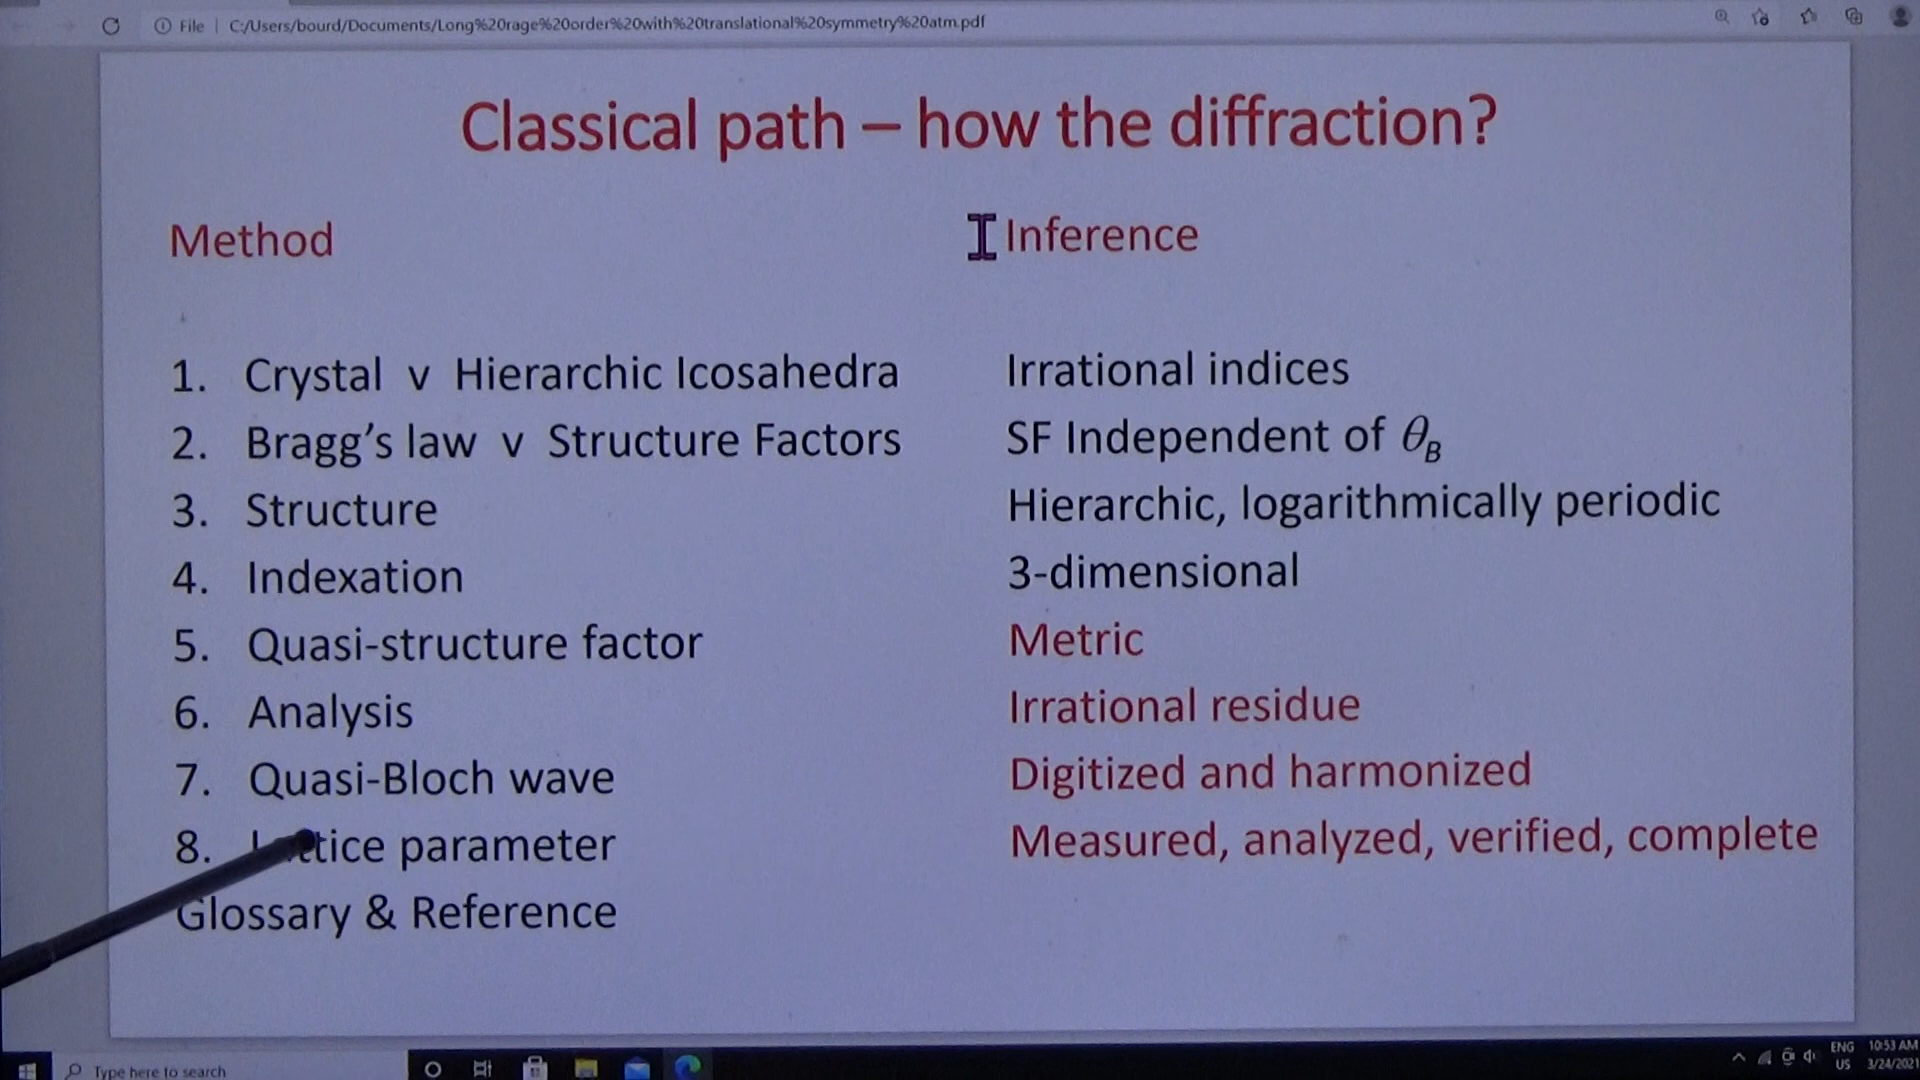 File | C:/Users/bourd/Documents/Long%20rage%20order%20with%20translational%20symmetry%20atm.pdf
Classical path – how the diffraction?
Method Inference
1. Crystal v Hierarchic Icosahedra Irrational indices
2. Bragg's law v Structure Factors SF Independent of θB
3. Structure Hierarchic, logarithmically periodic
4. Indexation 3-dimensional
5. Quasi-structure factor Metric
6. Analysis Irrational residue
7. Quasi-Bloch wave Digitized and harmonized
8. Lattice parameter Measured, analyzed, verified, complete
Glossary & Reference
Type here to search
ENG 10:53 AM
US 3/24/2021